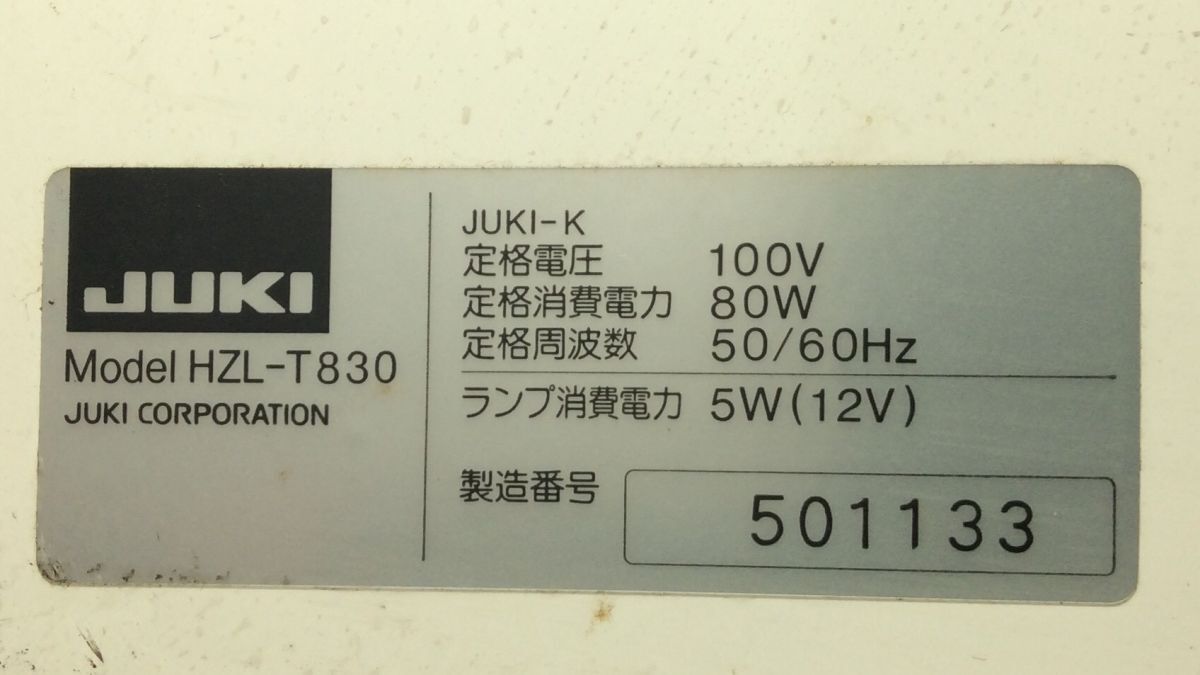 JUKI
Model HZL-T830
JUKI CORPORATION
JUKI-K
定格電圧 100V
定格消費電力 80W
定格周波数 50/60Hz
ランプ消費電力 5W(12V)
製造番号 501133